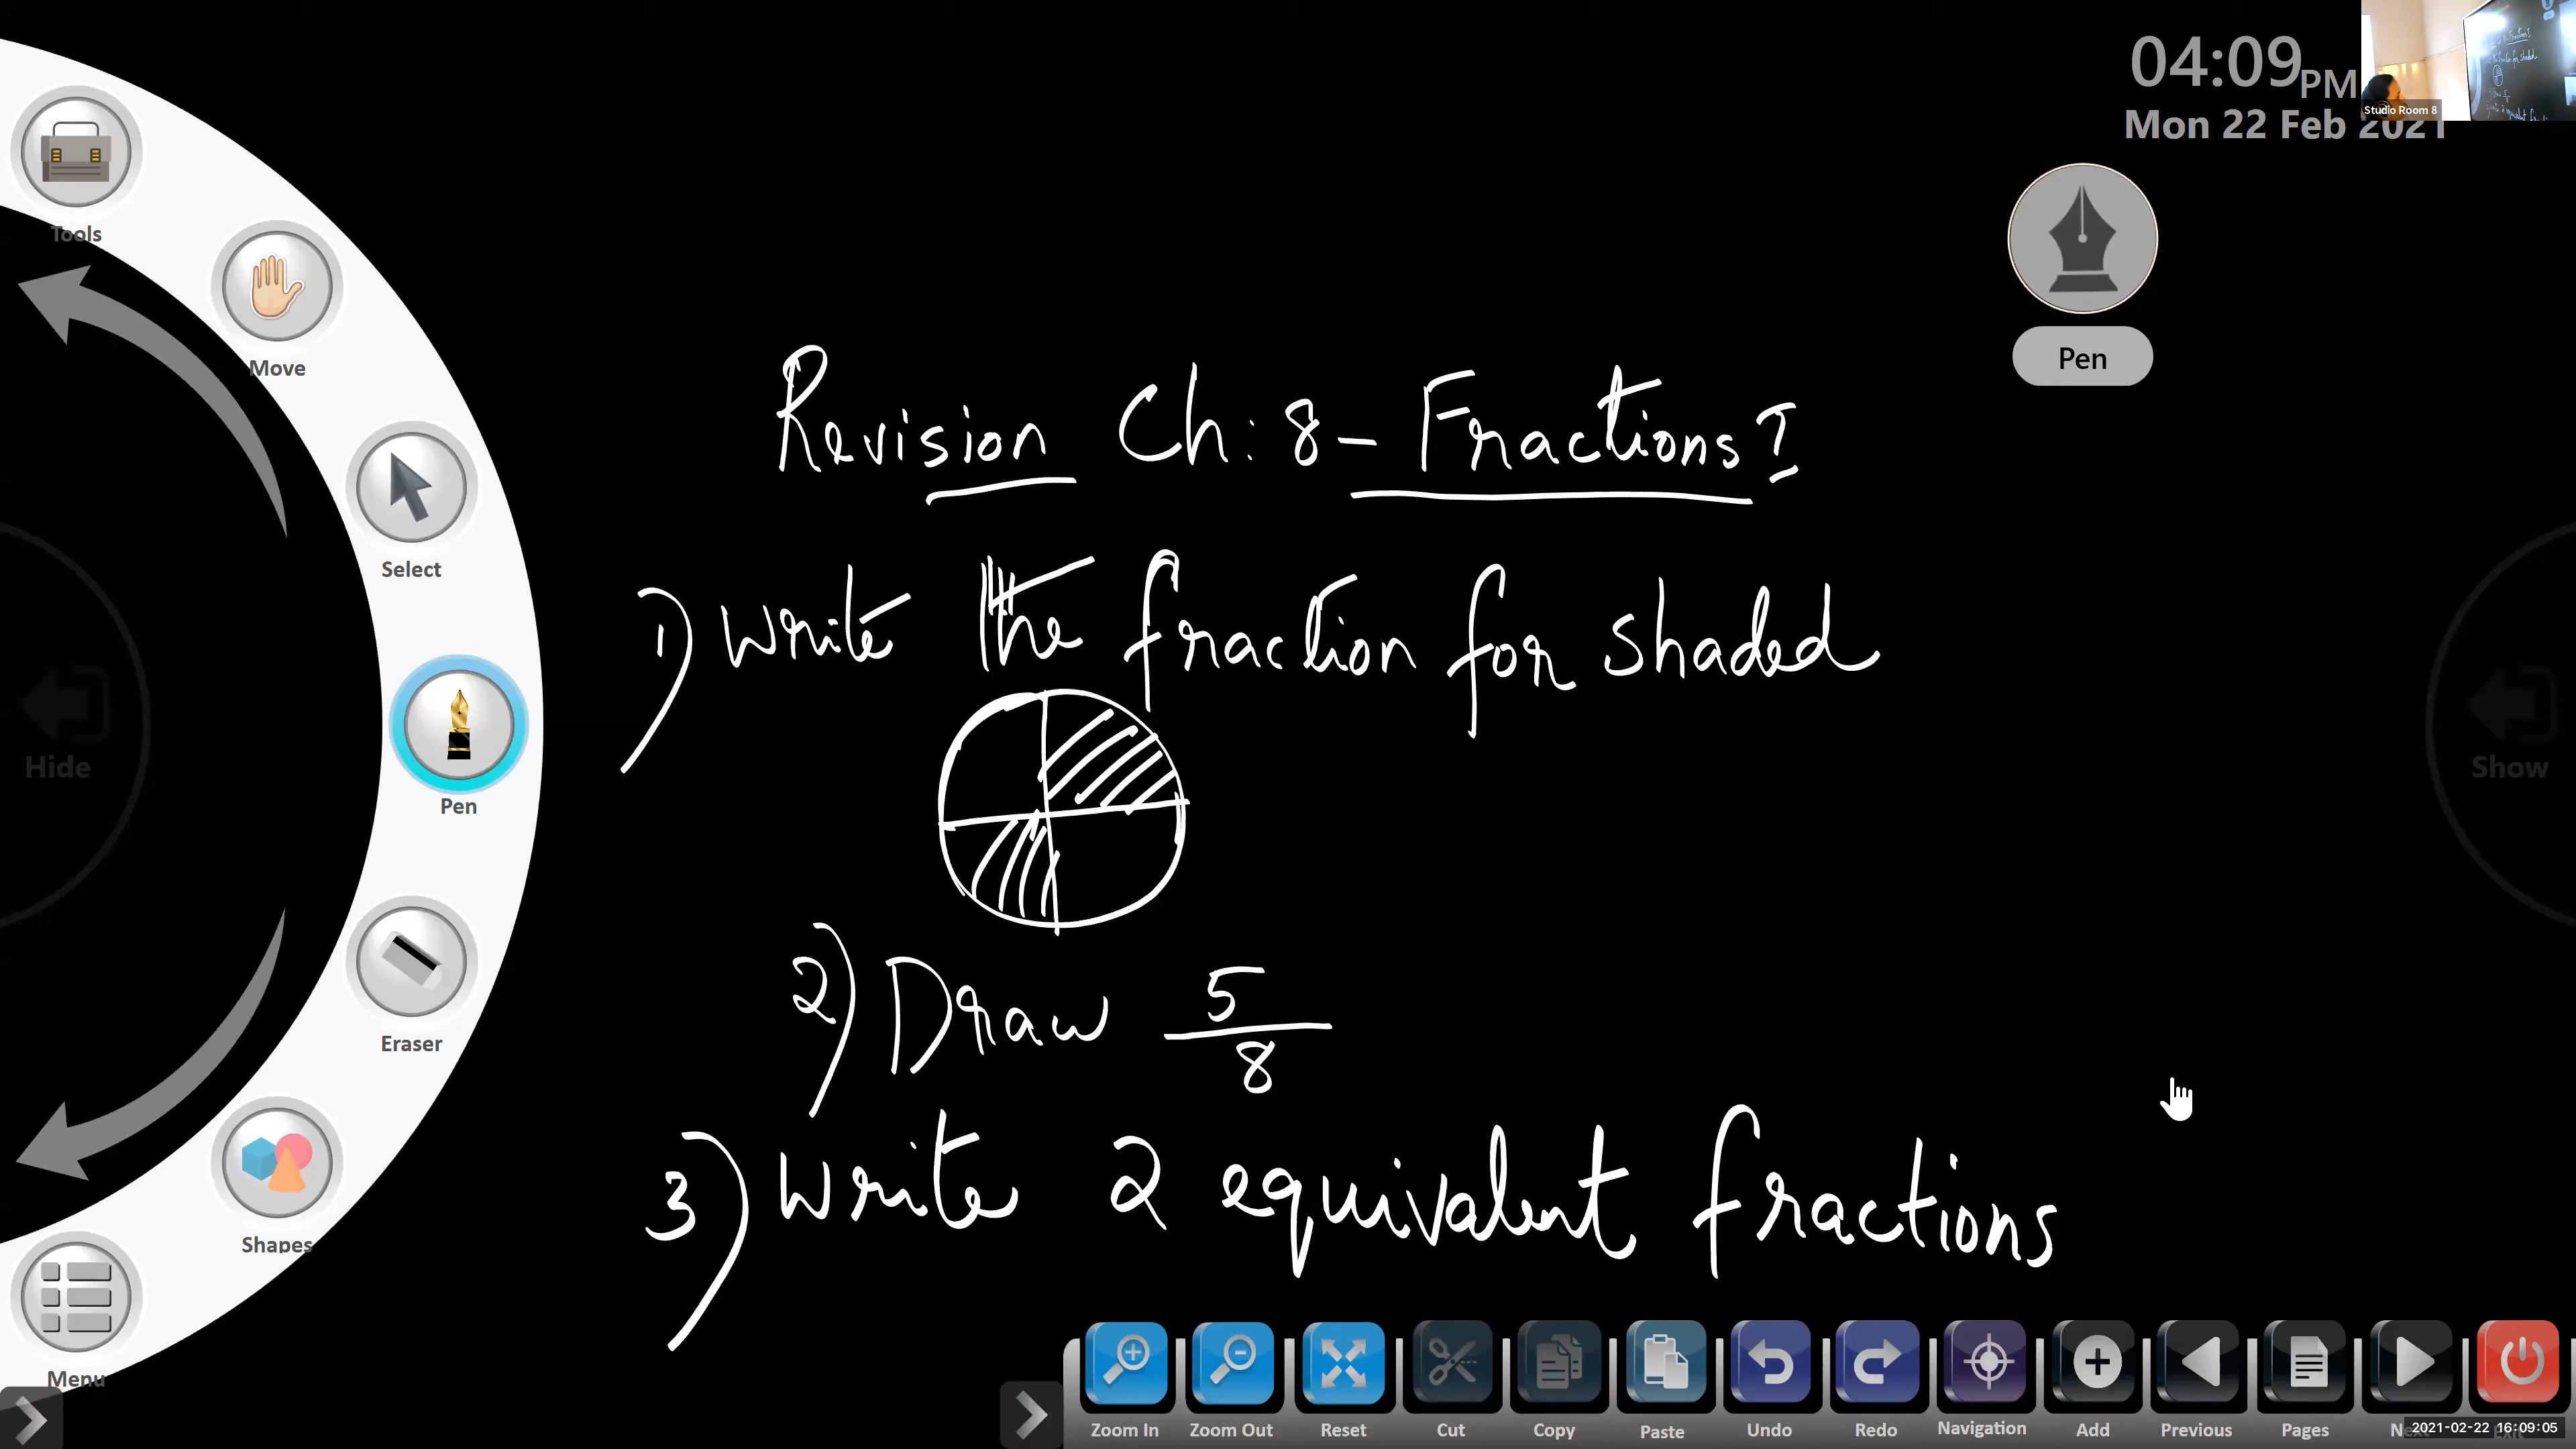 04:09 PM
Mon 22 Feb 2021
Studio Room 8
Tools
Move
Select
Pen
Eraser
Shapes
Menu
Hide
Pen
Show
Revision Ch: 8 - Fractions I
1) Write the fraction for shaded
2) Draw 5/8
3) Write 2 equivalent fractions
Zoom In Zoom Out Reset Cut Copy Paste Undo Redo Navigation Add Previous Pages
2021-02-22 16:09:05